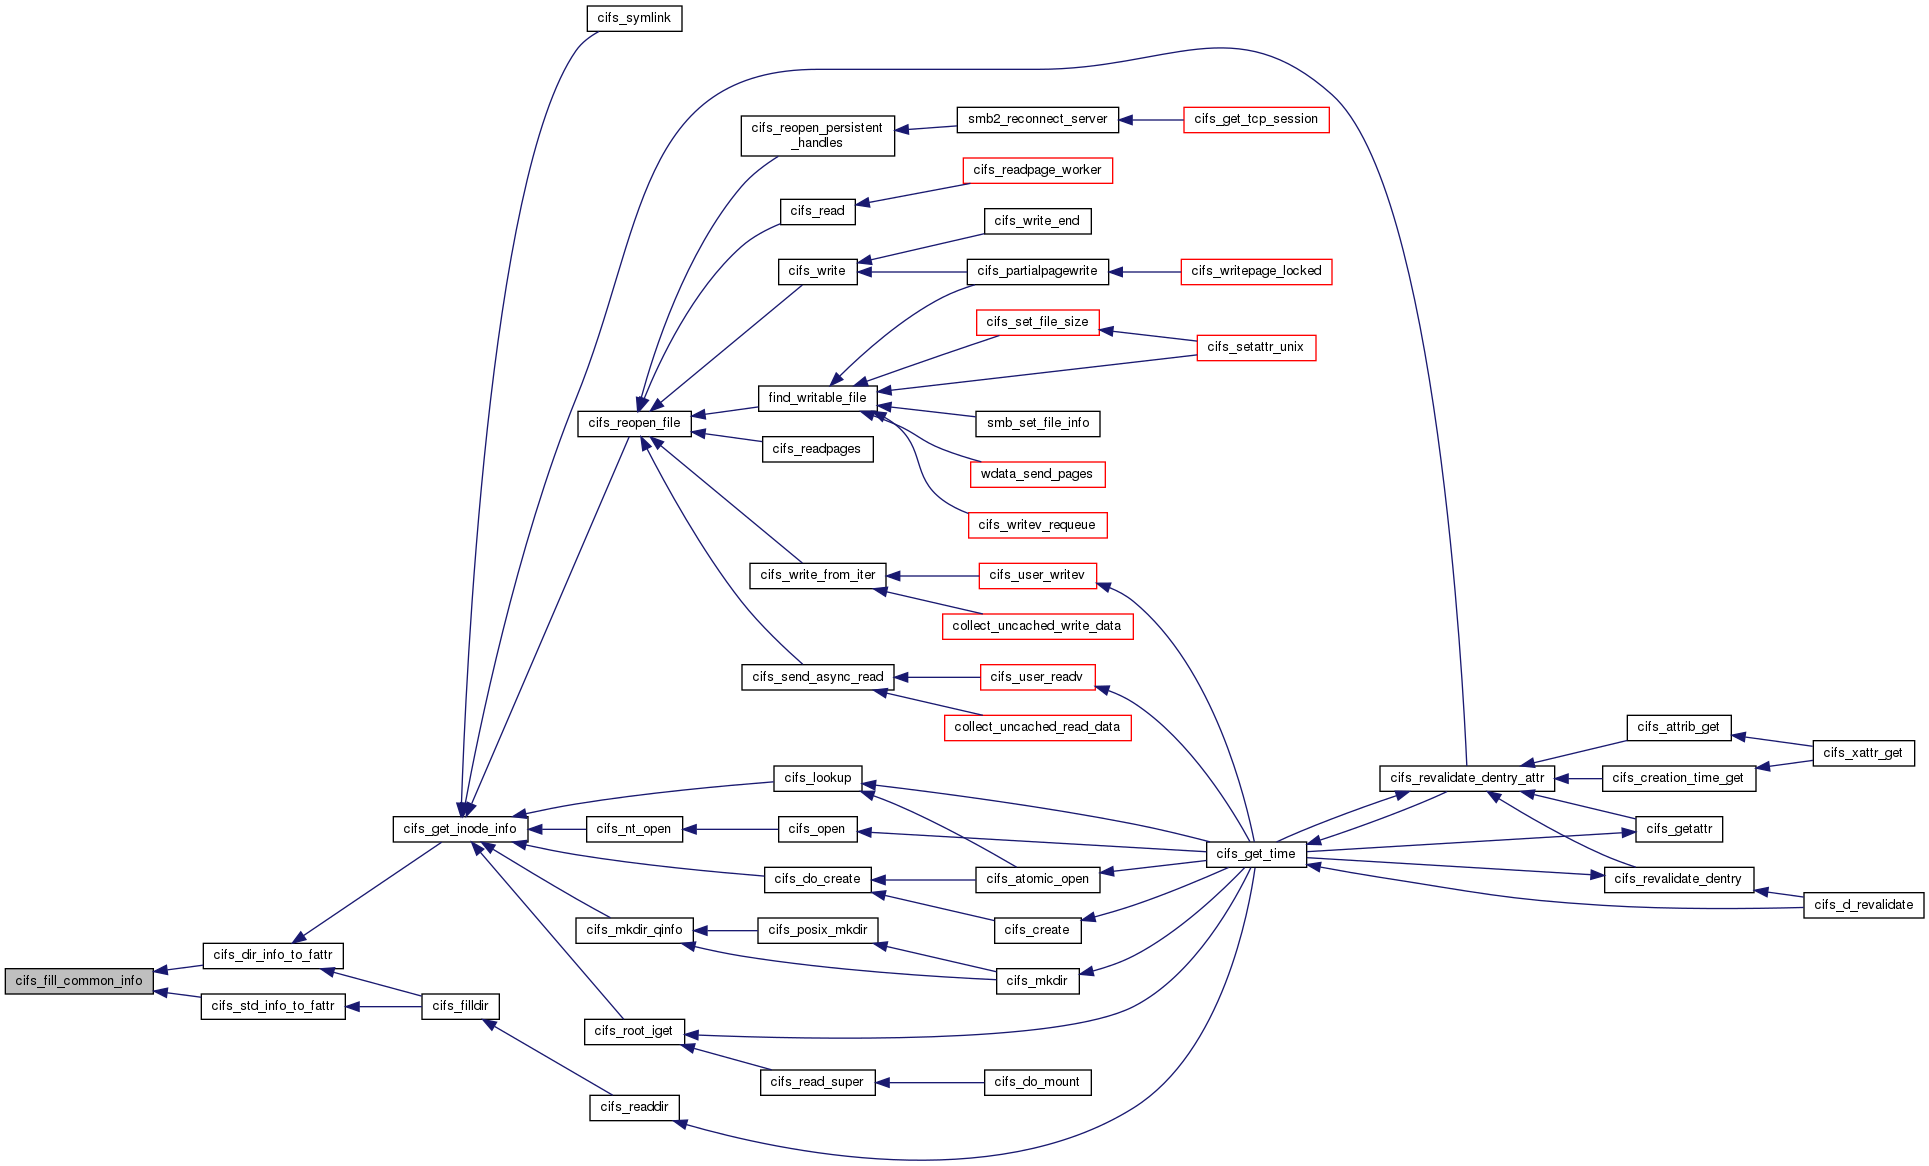 cifs_symlink
cifs_reopen_persistent
_handles
smb2_reconnect_server
cifs_get_tcp_session
cifs_readpage_worker
cifs_read
cifs_write_end
cifs_write
cifs_partialpagewrite
cifs_writepage_locked
cifs_set_file_size
cifs_setattr_unix
find_writable_file
cifs_reopen_file
smb_set_file_info
cifs_readpages
wdata_send_pages
cifs_writev_requeue
cifs_write_from_iter
cifs_user_writev
collect_uncached_write_data
cifs_send_async_read
cifs_user_readv
collect_uncached_read_data
cifs_attrib_get
cifs_xattr_get
cifs_lookup
cifs_revalidate_dentry_attr
cifs_creation_time_get
cifs_get_inode_info
cifs_nt_open
cifs_open
cifs_getattr
cifs_get_time
cifs_do_create
cifs_atomic_open
cifs_revalidate_dentry
cifs_d_revalidate
cifs_mkdir_qinfo
cifs_posix_mkdir
cifs_create
cifs_dir_info_to_fattr
cifs_fill_common_info
cifs_mkdir
cifs_std_info_to_fattr
cifs_filldir
cifs_root_iget
cifs_read_super
cifs_do_mount
cifs_readdir